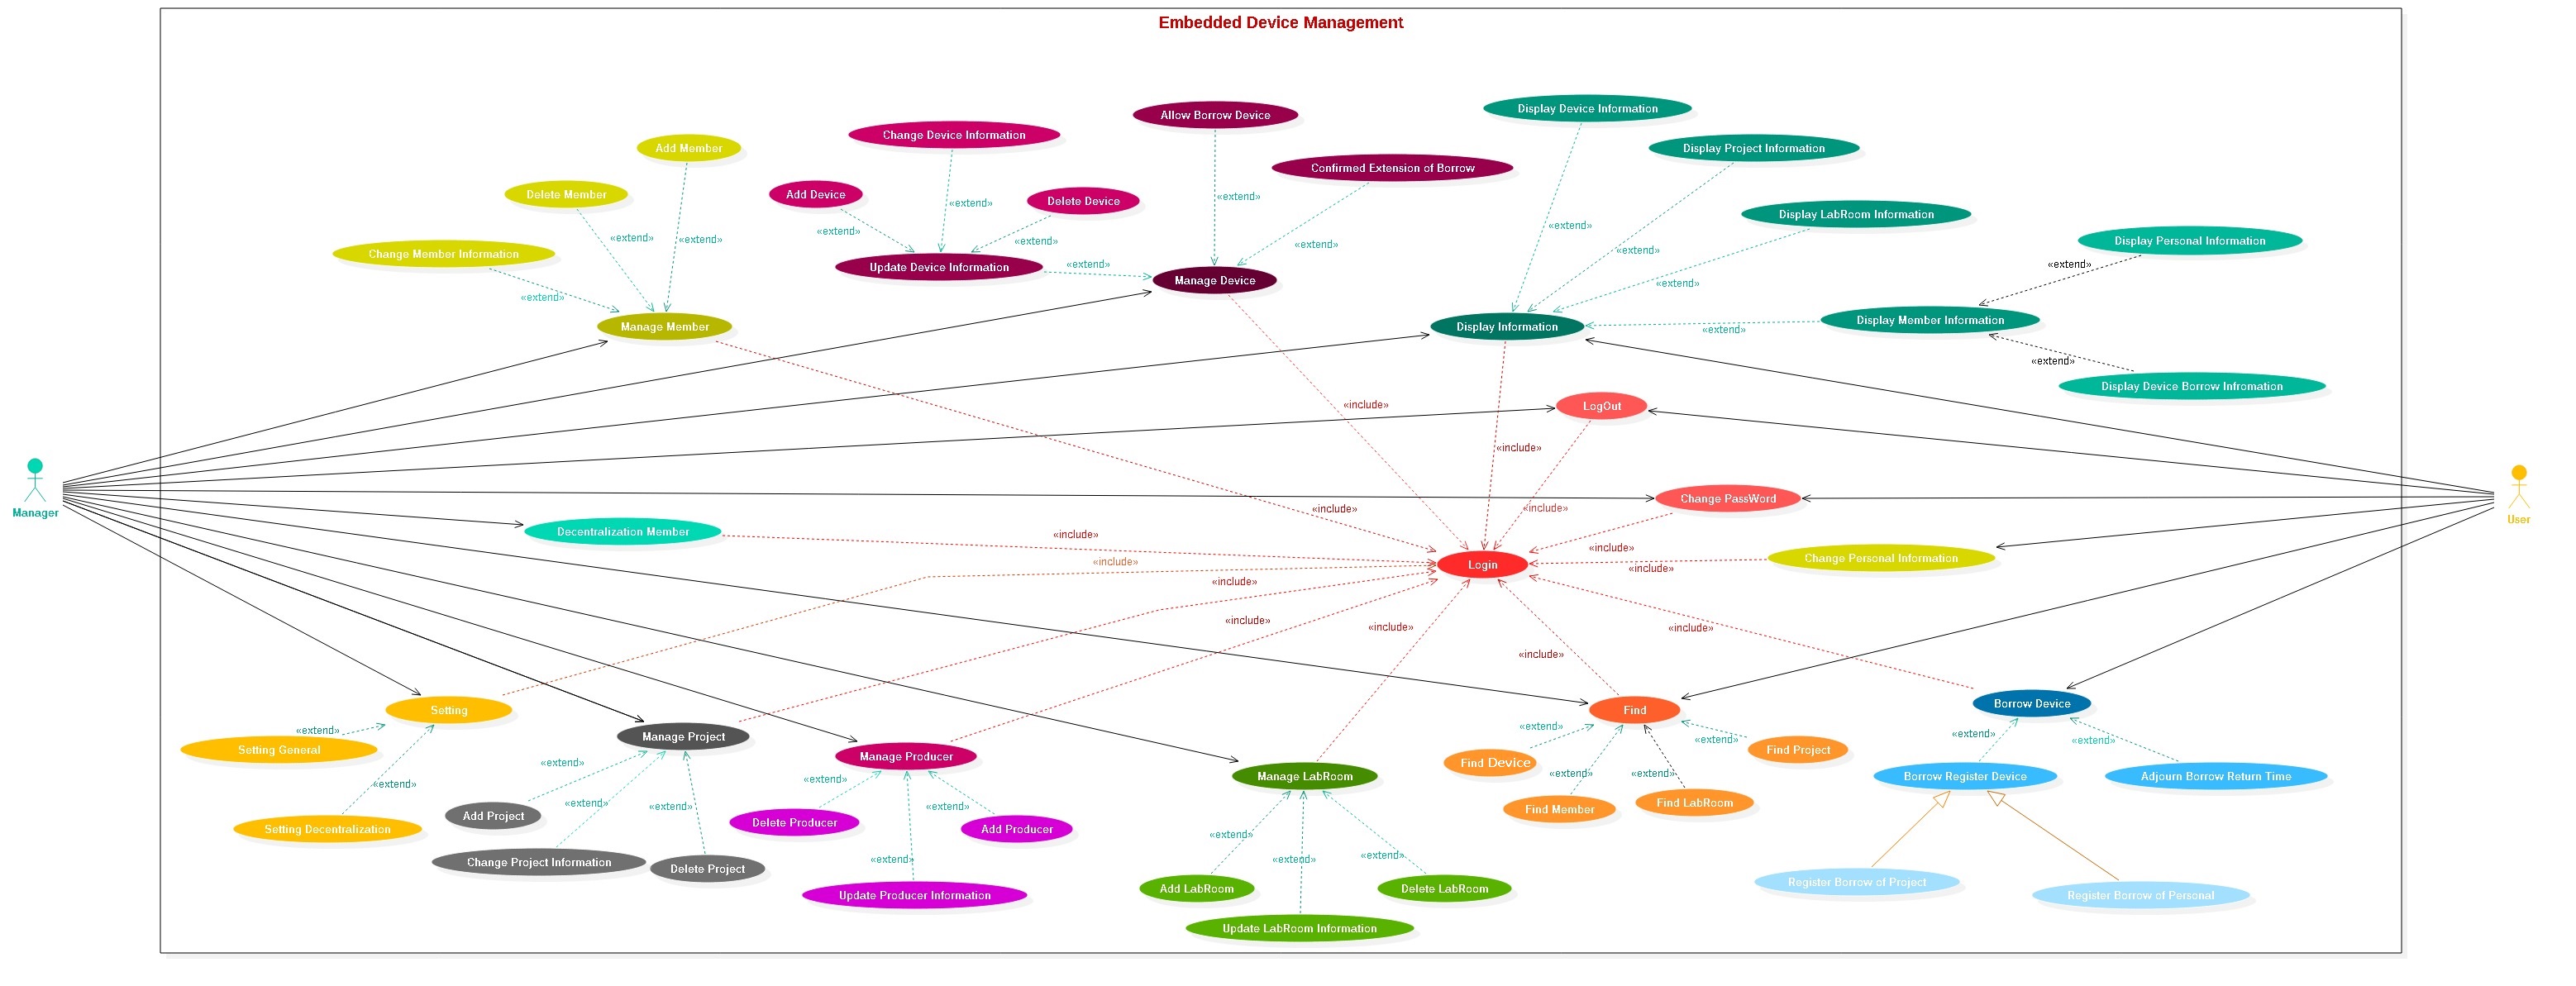 Embedded Device Management
Display Device Information
Allow Borrow Device
Change Device Information
Add Member
Display Project Information
Confirmed Extension of Borrow
Delete Member
Add Device
«extend»
Delete Device
«extend»
Display LabRoom Information
«extend»
«extend»
«extend»
«extend»
«extend»
«extend»
Display Personal Information
Change Member Information
«extend»
«extend»
Update Device Information
«extend»
Manage Device
«extend»
«extend»
«extend»
Manage Member
Display Information
«extend»
Display Member Information
«extend»
Display Device Borrow Infromation
«include»
LogOut
«include»
Change PassWord
«include»
«include»
Manager
User
Decentralization Member
«include»
«include»
«include»
Change Personal Information
Login
«include»
«include»
«include»
«include»
«include»
«include»
Setting
Find
Borrow Device
«extend»
Manage Project
«extend»
«extend»
«extend»
«extend»
Setting General
Find Project
Manage Producer
«extend»
Find Device
«extend»
«extend»
«extend»
«extend»
Manage LabRoom
Borrow Register Device
Adjourn Borrow Return Time
«extend»
«extend»
«extend»
Find LabRoom
Find Member
Add Project
Delete Producer
Setting Decentralization
Add Producer
«extend»
«extend»
«extend»
«extend»
Change Project Information
Delete Project
Register Borrow of Project
Add LabRoom
Delete LabRoom
Update Producer Information
Register Borrow of Personal
Update LabRoom Information